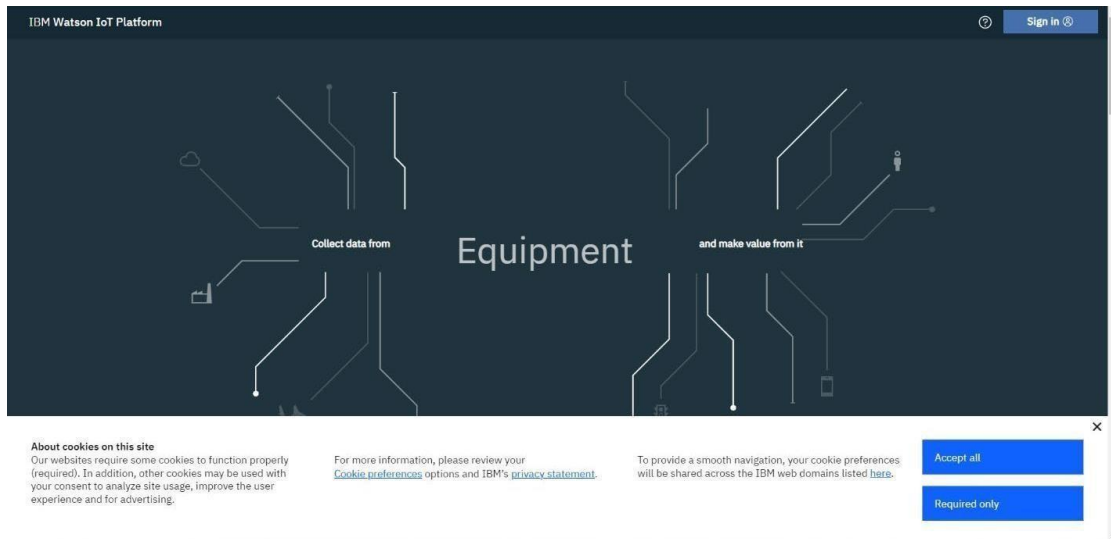 IBM Watson IoT Platform
Sign in
Collect data from
Equipment
and make value from it
About cookies on this site
Our websites require some cookies to function properly
(required). In addition, other cookies may be used with
your consent to analyze site usage, improve the user
experience and for advertising.
For more information, please review your
Cookie preferences options and IBM's privacy statement.
To provide a smooth navigation, your cookie preferences
will be shared across the IBM web domains listed here.
Accept all
Required only